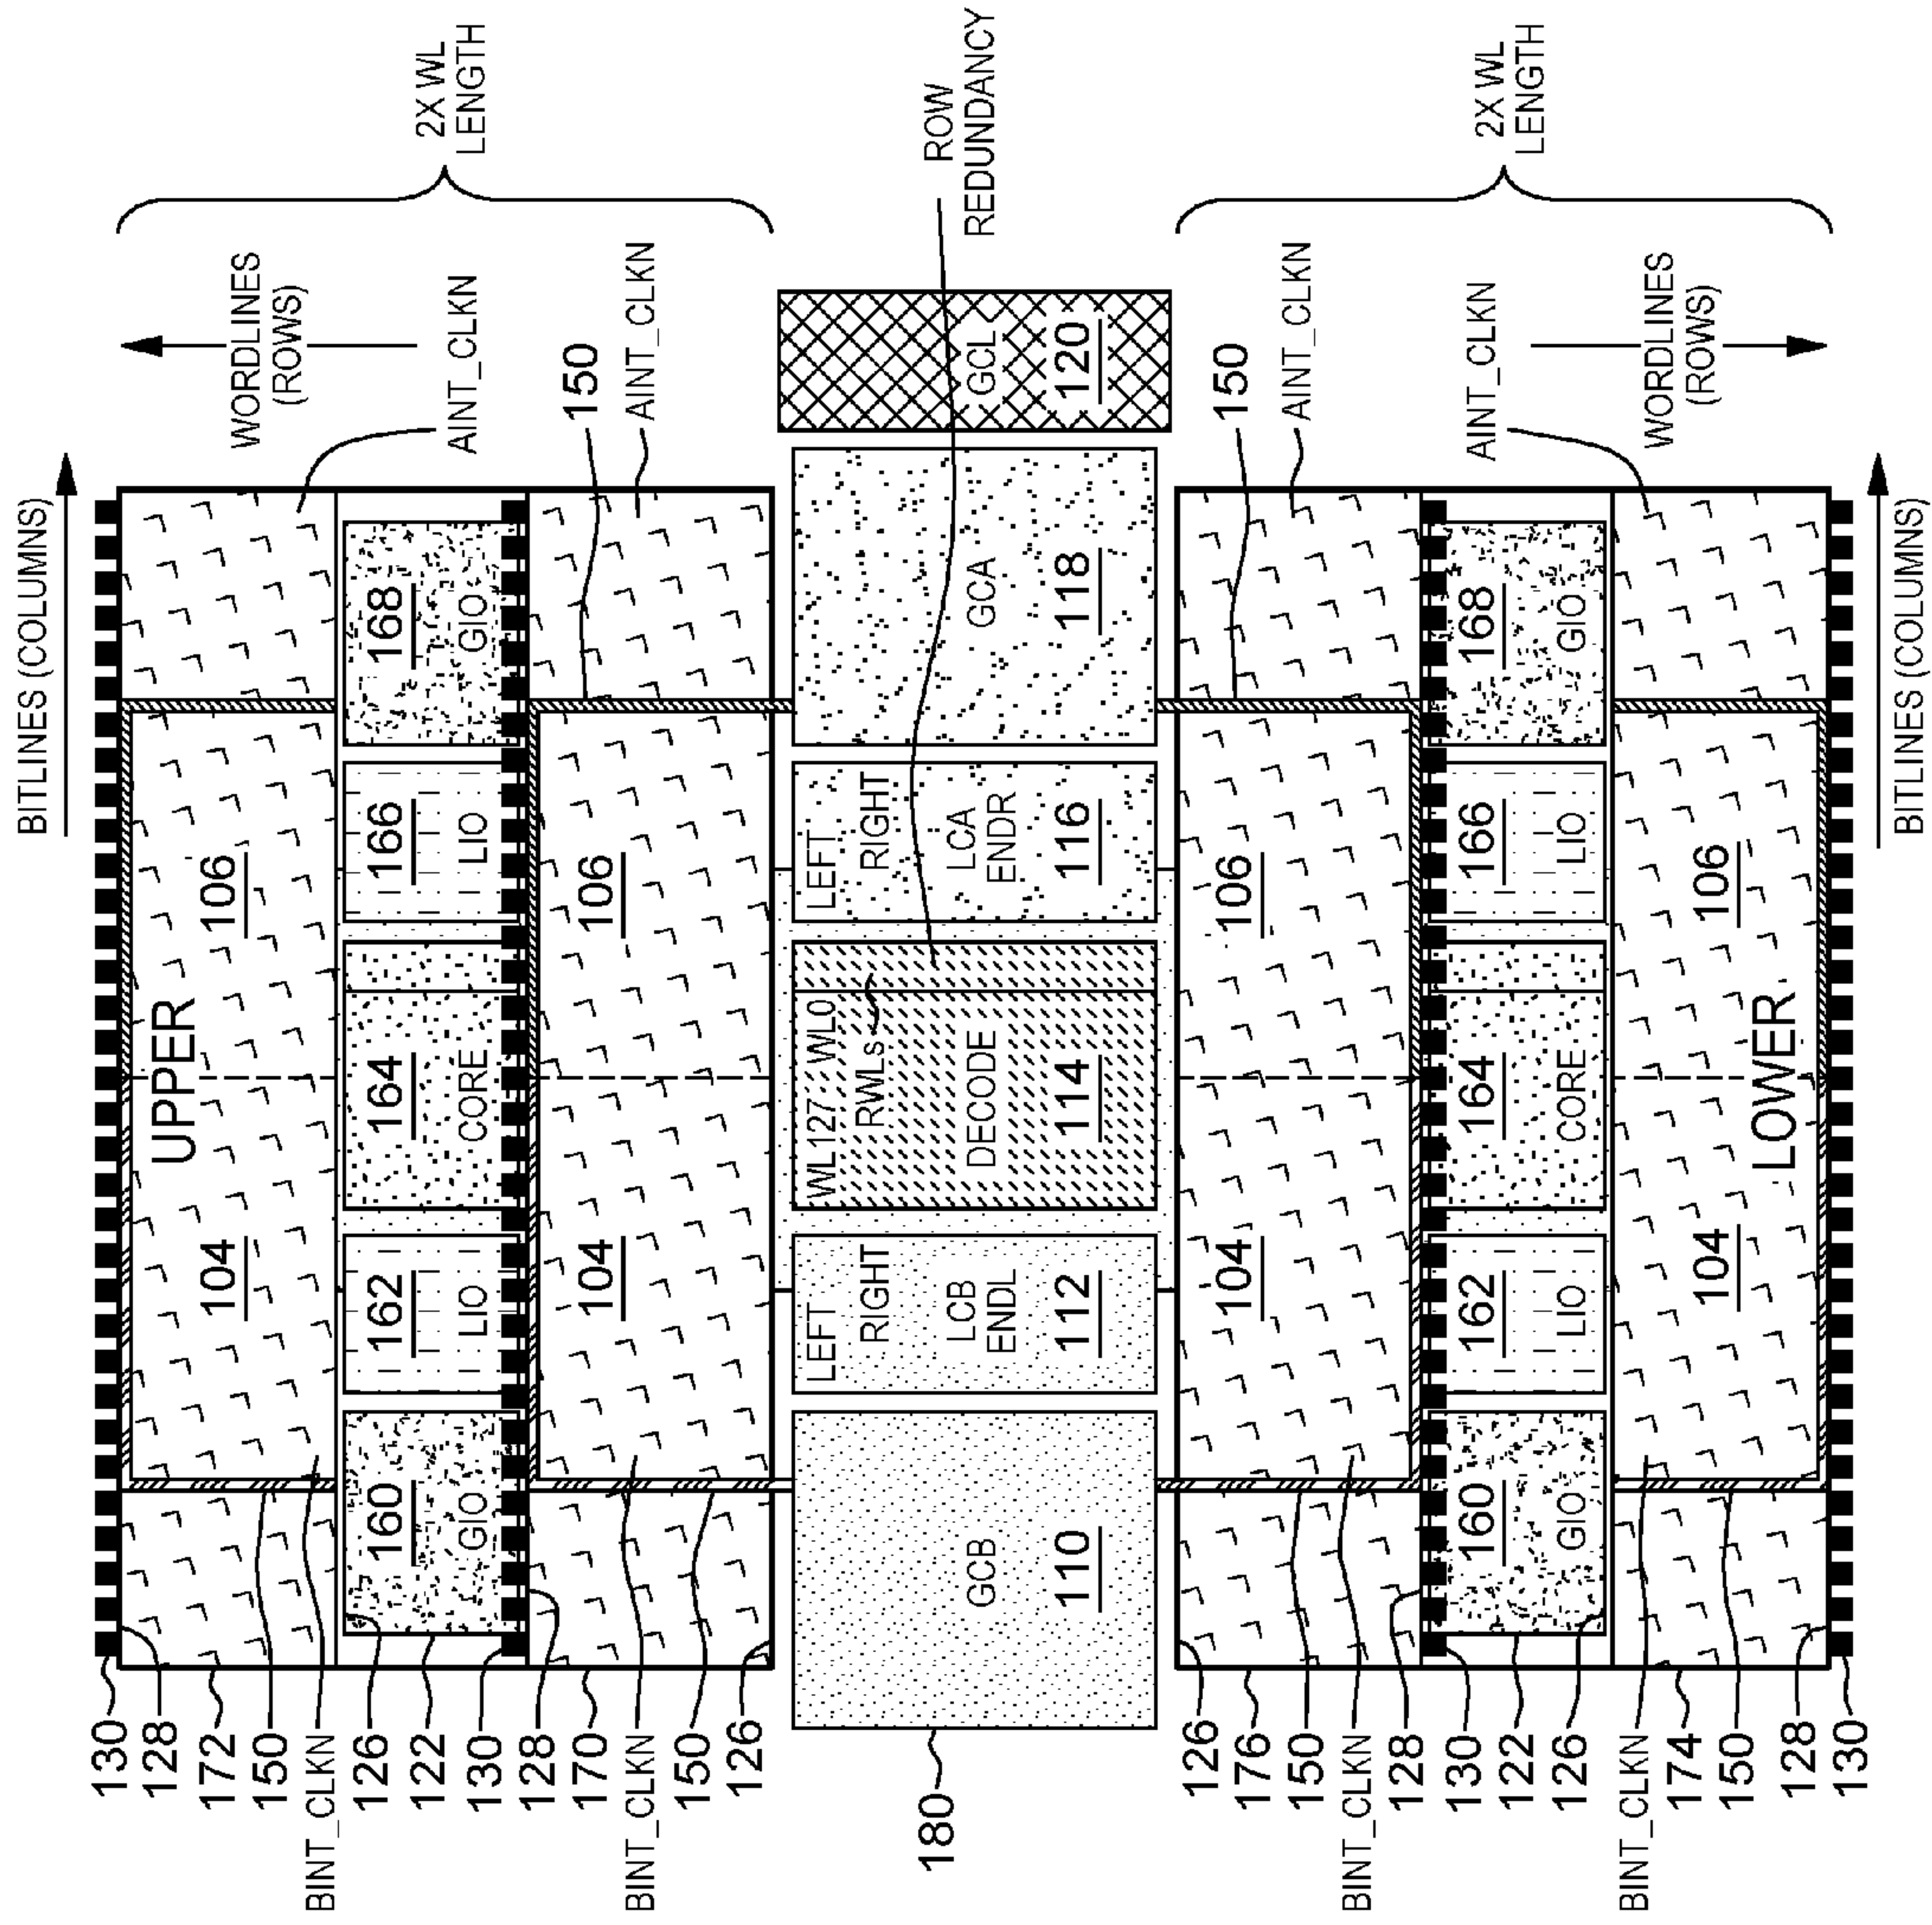 BITLINES (COLUMNS)
WORDLINES
(ROWS)
AINT_CLKN
2X WL
LENGTH
UPPER
104
106
160
GIO
162
LIO
164
CORE
166
LIO
168
GIO
104
106
150
AINT_CLKN
130
128
172
150
BINT_CLKN
126
122
130
128
170
BINT_CLKN
150
126
ROW
REDUNDANCY
GCB
110
LEFT
RIGHT
LCB
ENDL
112
WL127...WL0
RWLs
DECODE
114
LEFT
RIGHT
LCA
ENDR
116
GCA
118
GCL
120
180
104
106
150
AINT_CLKN
160
GIO
162
LIO
164
CORE
166
LIO
168
GIO
104
106
LOWER
AINT_CLKN
WORDLINES
(ROWS)
2X WL
LENGTH
126
176
150
BINT_CLKN
128
130
122
126
BINT_CLKN
174
150
128
130
BITLINES (COLUMNS)